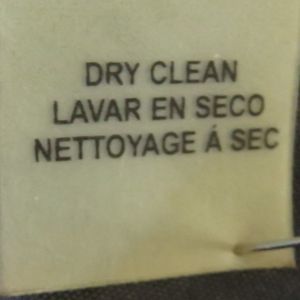 DRY CLEAN
LAVAR EN SECO
NETTOYAGE Á SEC